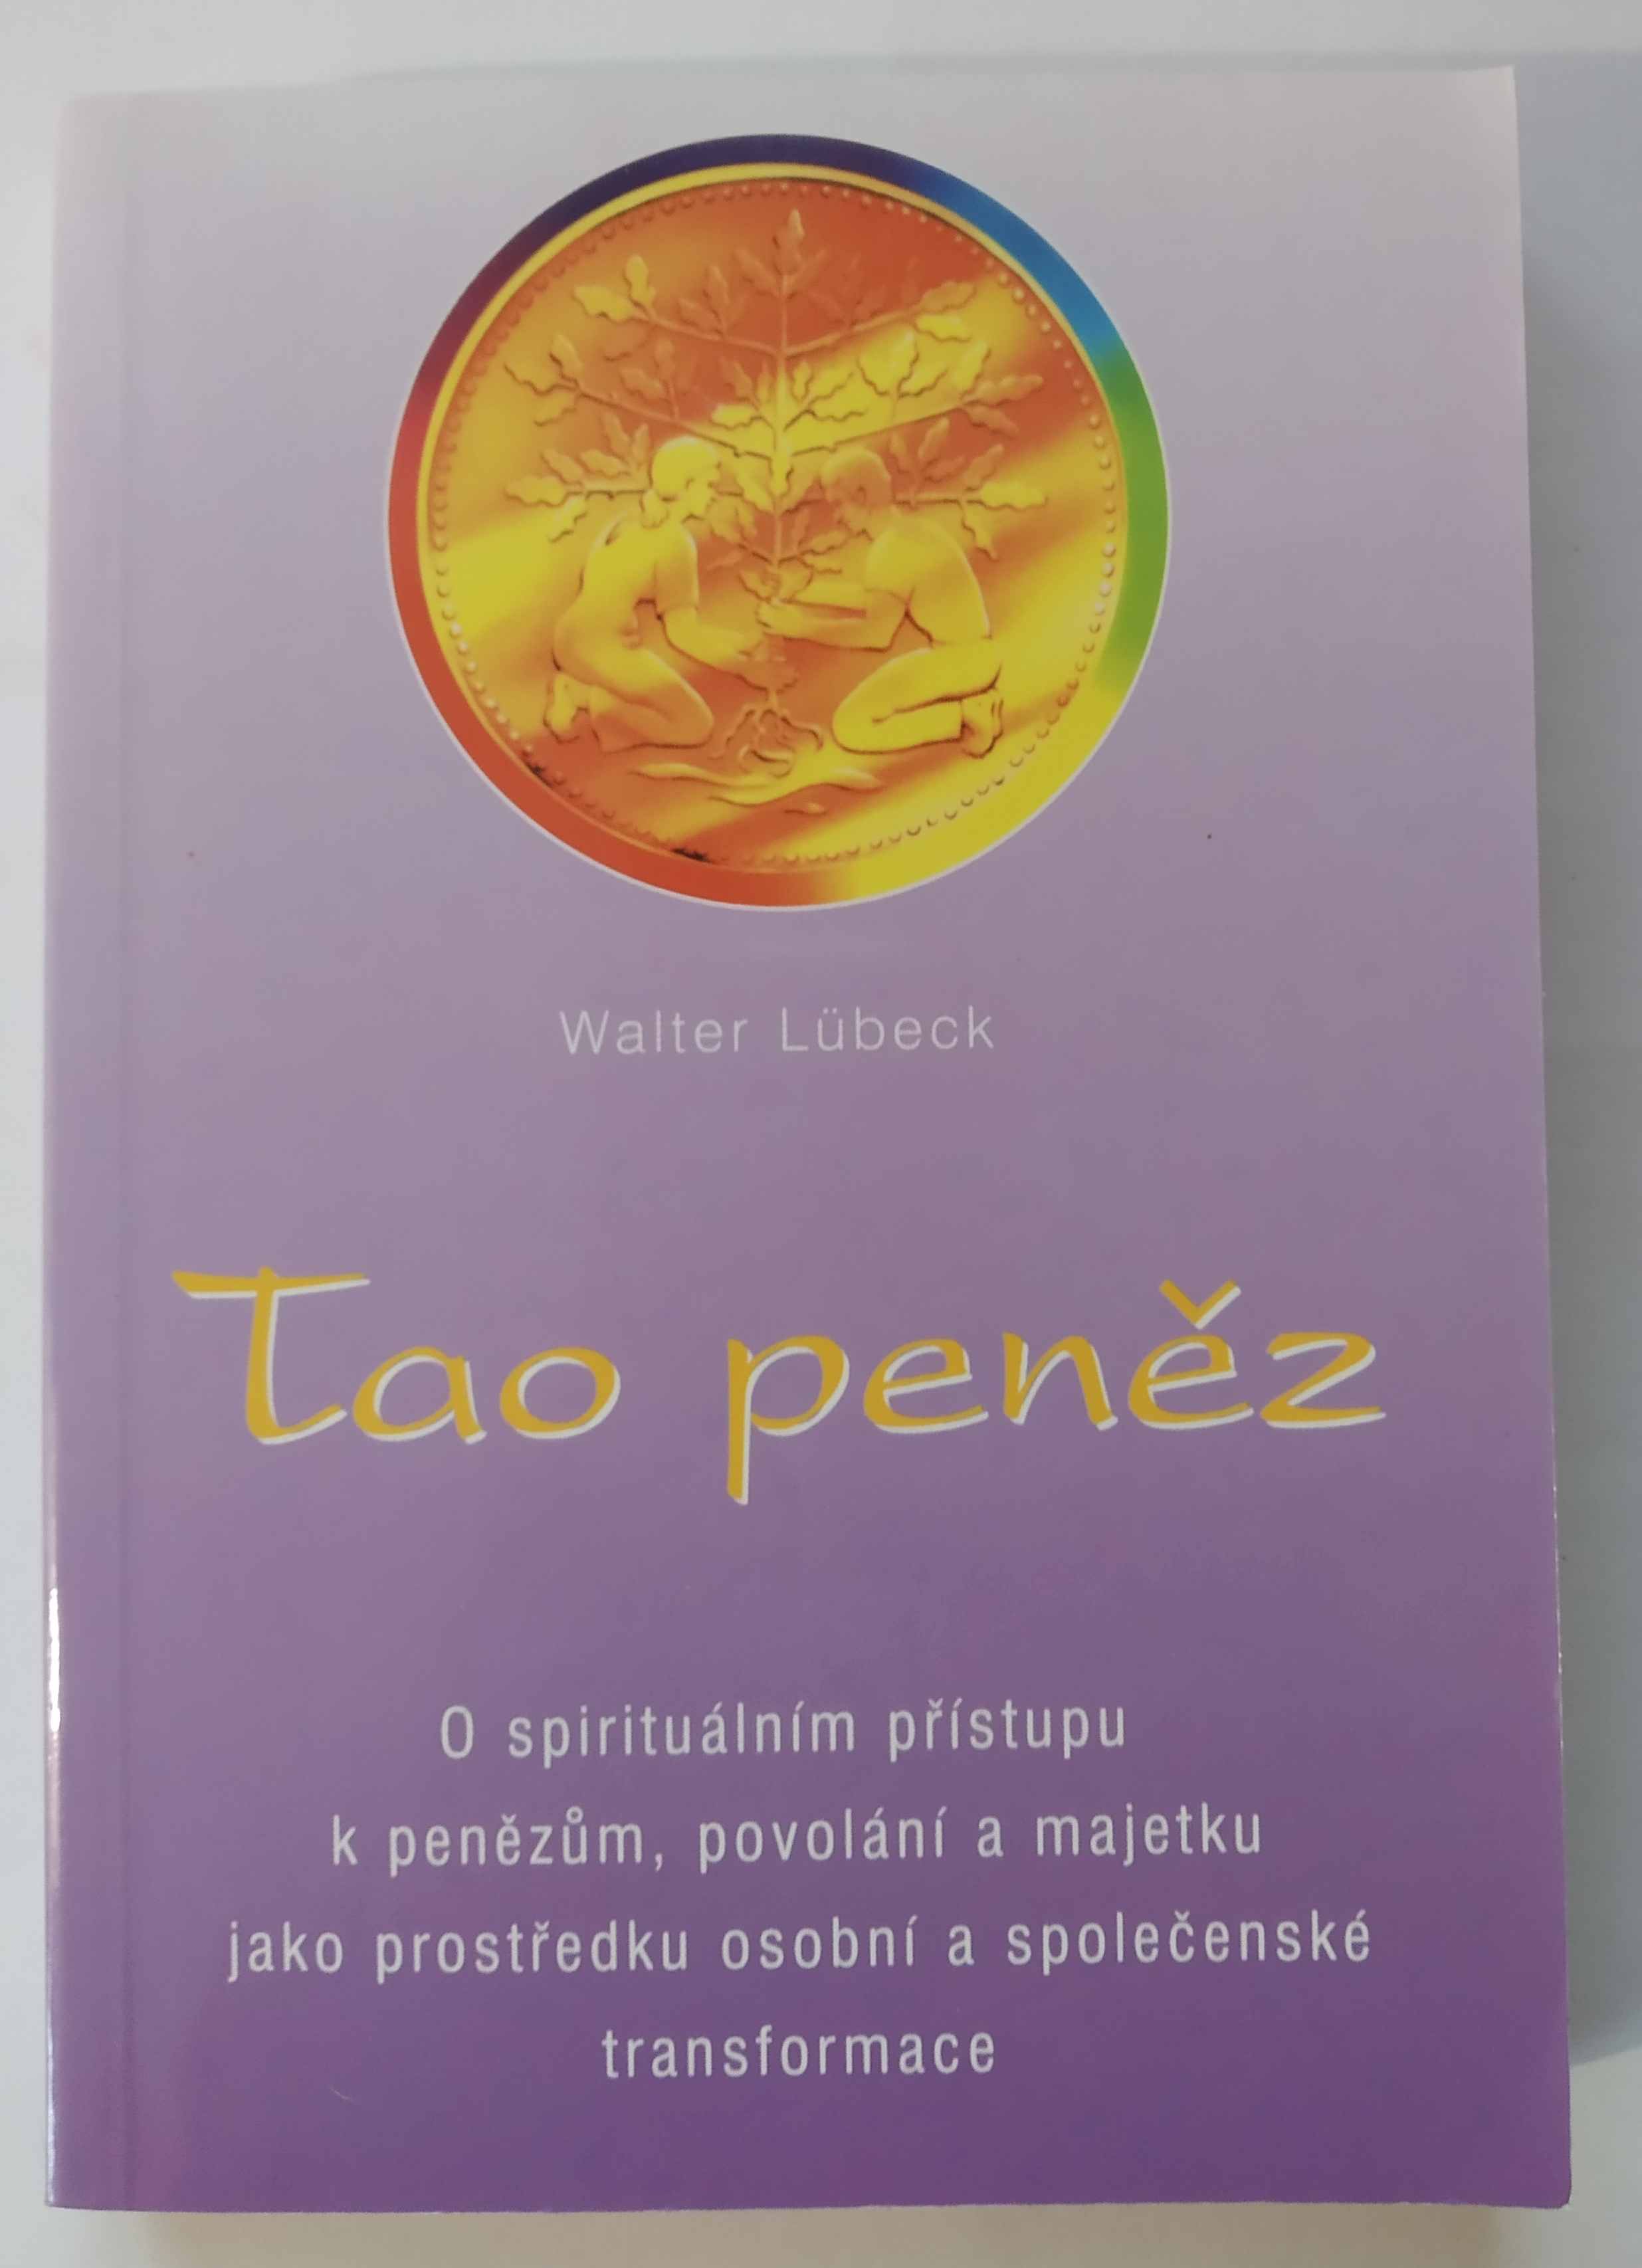 Walter Lübeck
Tao peněz
O spirituálním přístupu
k penězům, povolání a majetku
jako prostředku osobní a společenské
transformace